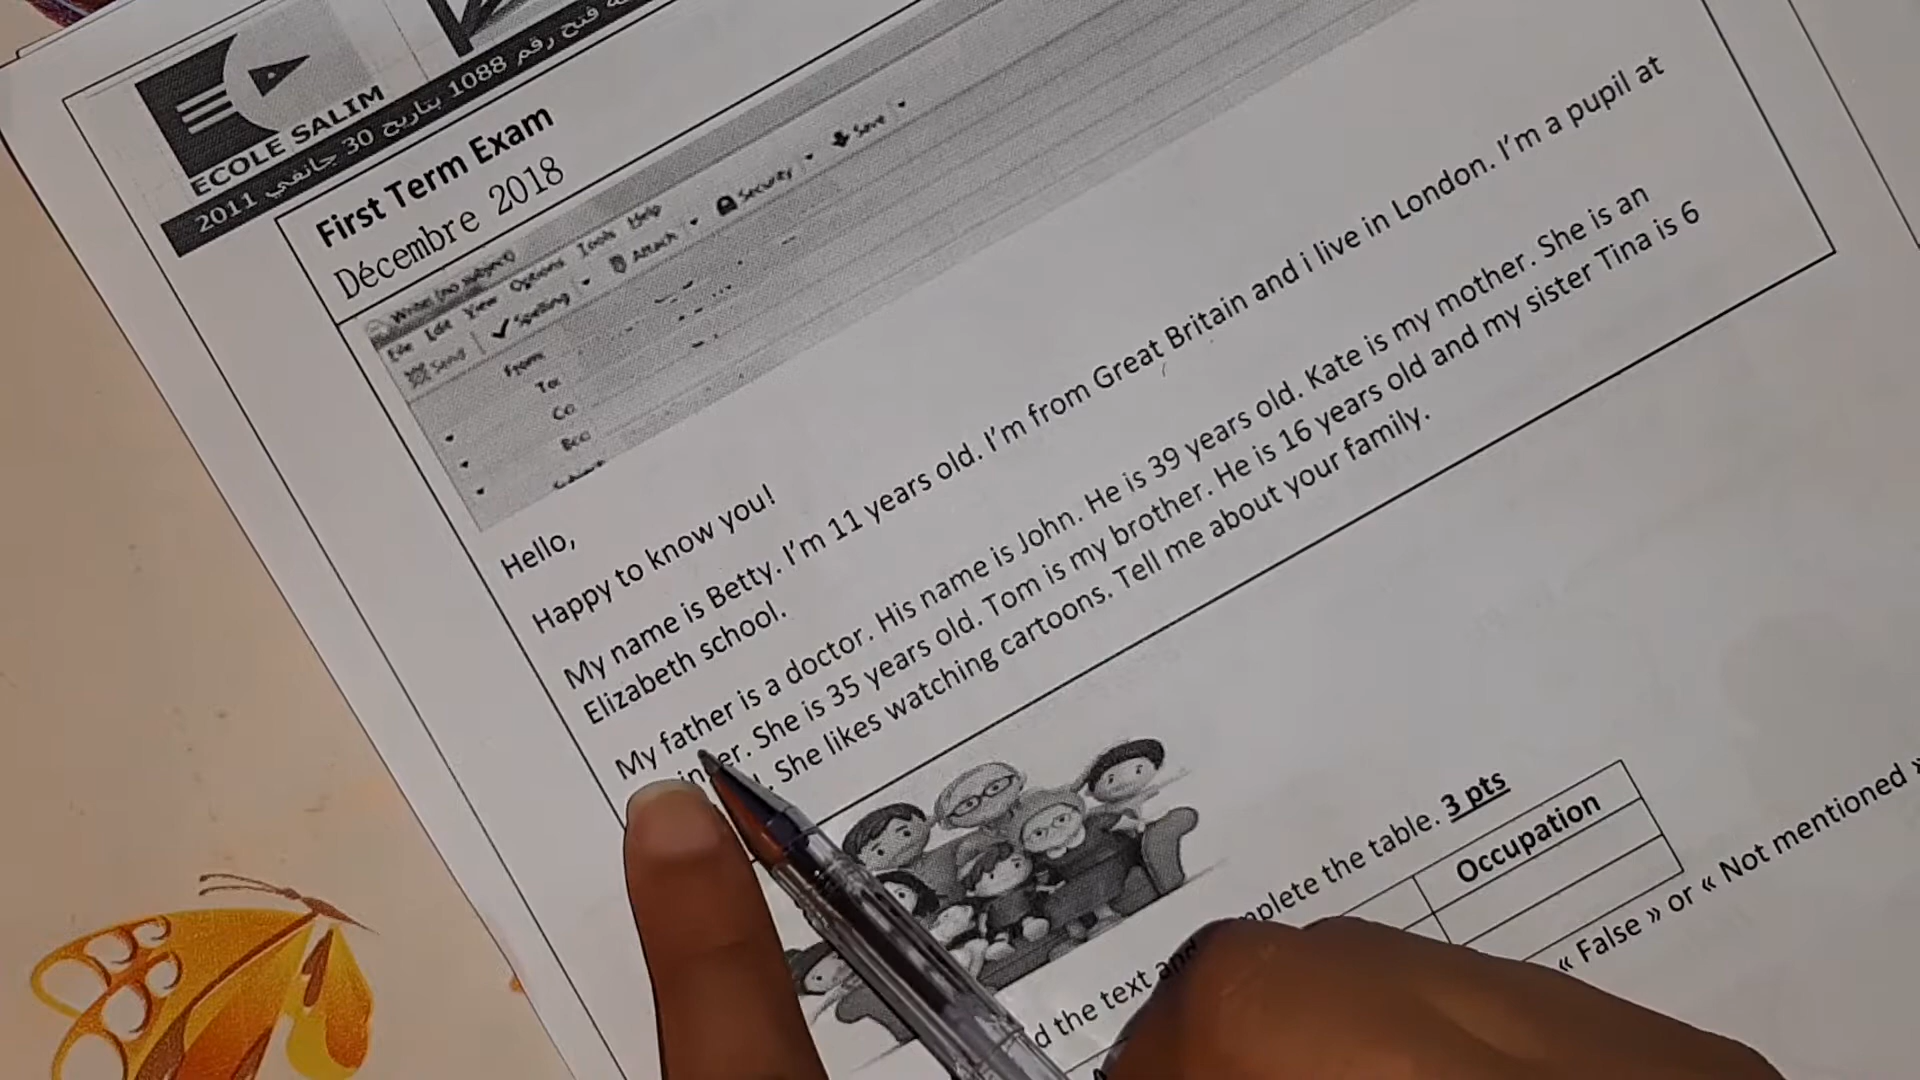 ECOLE SALIM
فتح رقم 1088 بتاريخ 30 جانفي 2011
First Term Exam
Décembre 2018
Write: (no subject)
File Edit View Options Tools Help
Send Spelling Attach Security Save
From:
To:
Cc:
Bcc:
Hello,
Happy to know you!
My name is Betty. I'm 11 years old. I'm from Great Britain and i live in London. I'm a pupil at
Elizabeth school.
My father is a doctor. His name is John. He is 39 years old. Kate is my mother. She is an
She is 35 years old. Tom is my brother. He is 16 years old and my sister Tina is 6
She likes watching cartoons. Tell me about your family.
d the text and mplete the table. 3 pts
Occupation
« False » or « Not mentioned »